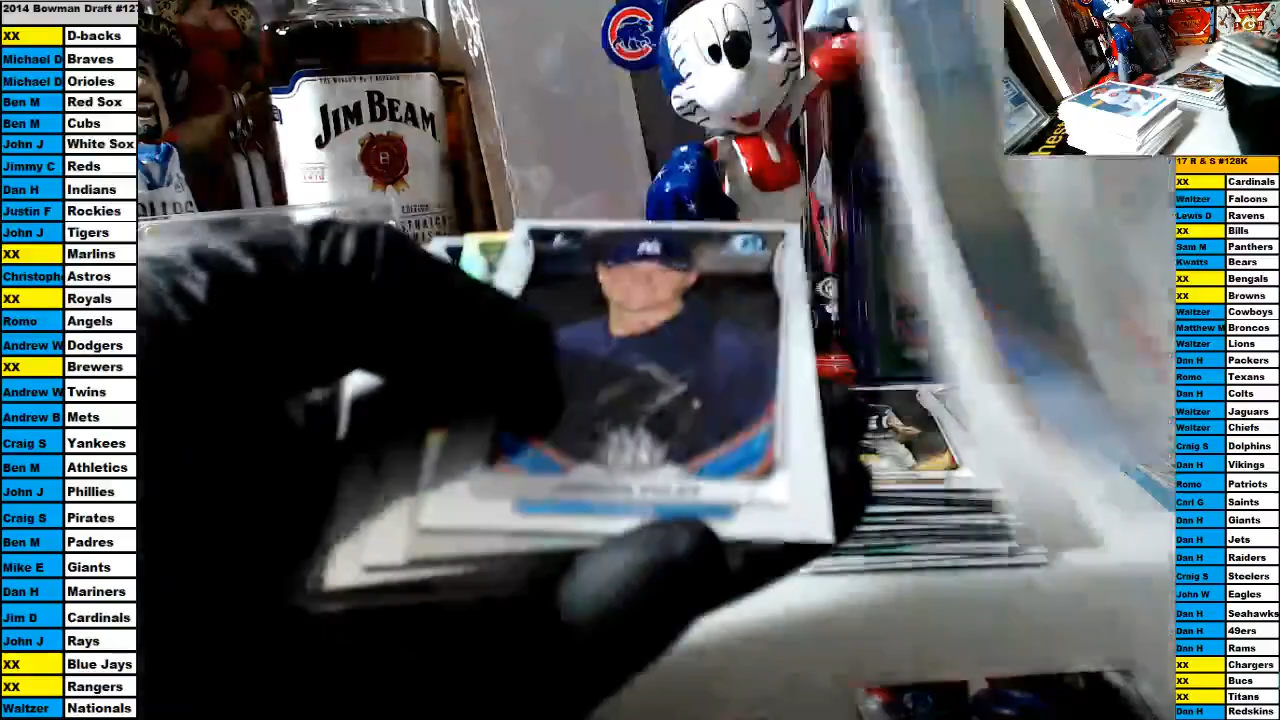 2014 Bowman Draft #127
XX D-backs
Michael D Braves
Michael D Orioles
Ben M Red Sox
Ben M Cubs
John J White Sox
Jimmy C Reds
Dan H Indians
Justin F Rockies
John J Tigers
XX Marlins
Christoph Astros
XX Royals
Romo Angels
Andrew W Dodgers
XX Brewers
Andrew W Twins
Andrew B Mets
Craig S Yankees
Ben M Athletics
John J Phillies
Craig S Pirates
Ben M Padres
Mike E Giants
Dan H Mariners
Jim D Cardinals
John J Rays
XX Blue Jays
XX Rangers
Waltzer Nationals
JIM BEAM
17 R & S #128K
XX Cardinals
Waltzer Falcons
Lewis D Ravens
XX Bills
Sam M Panthers
Kwatts Bears
XX Bengals
XX Browns
Waltzer Cowboys
Matthew M Broncos
Waltzer Lions
Dan H Packers
Romo Texans
Dan H Colts
Waltzer Jaguars
Waltzer Chiefs
Craig S Dolphins
Dan H Vikings
Romo Patriots
Carl G Saints
Dan H Giants
Dan H Jets
Dan H Raiders
Craig S Steelers
John W Eagles
Dan H Seahawks
Dan H 49ers
Dan H Rams
XX Chargers
XX Bucs
XX Titans
Dan H Redskins